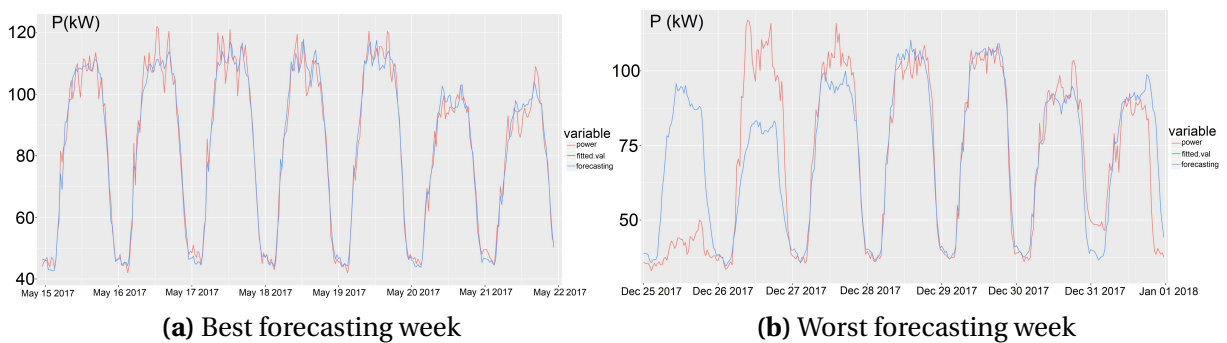 P(kW)
120
100
80
60
40
May 15 2017 May 16 2017 May 17 2017 May 18 2017 May 19 2017 May 20 2017 May 21 2017 May 22 2017
variable
power
fitted.val
forecasting
(a) Best forecasting week
P (kW)
100
75
50
Dec 25 2017 Dec 26 2017 Dec 27 2017 Dec 28 2017 Dec 29 2017 Dec 30 2017 Dec 31 2017 Jan 01 2018
variable
power
fitted.val
forecasting
(b) Worst forecasting week